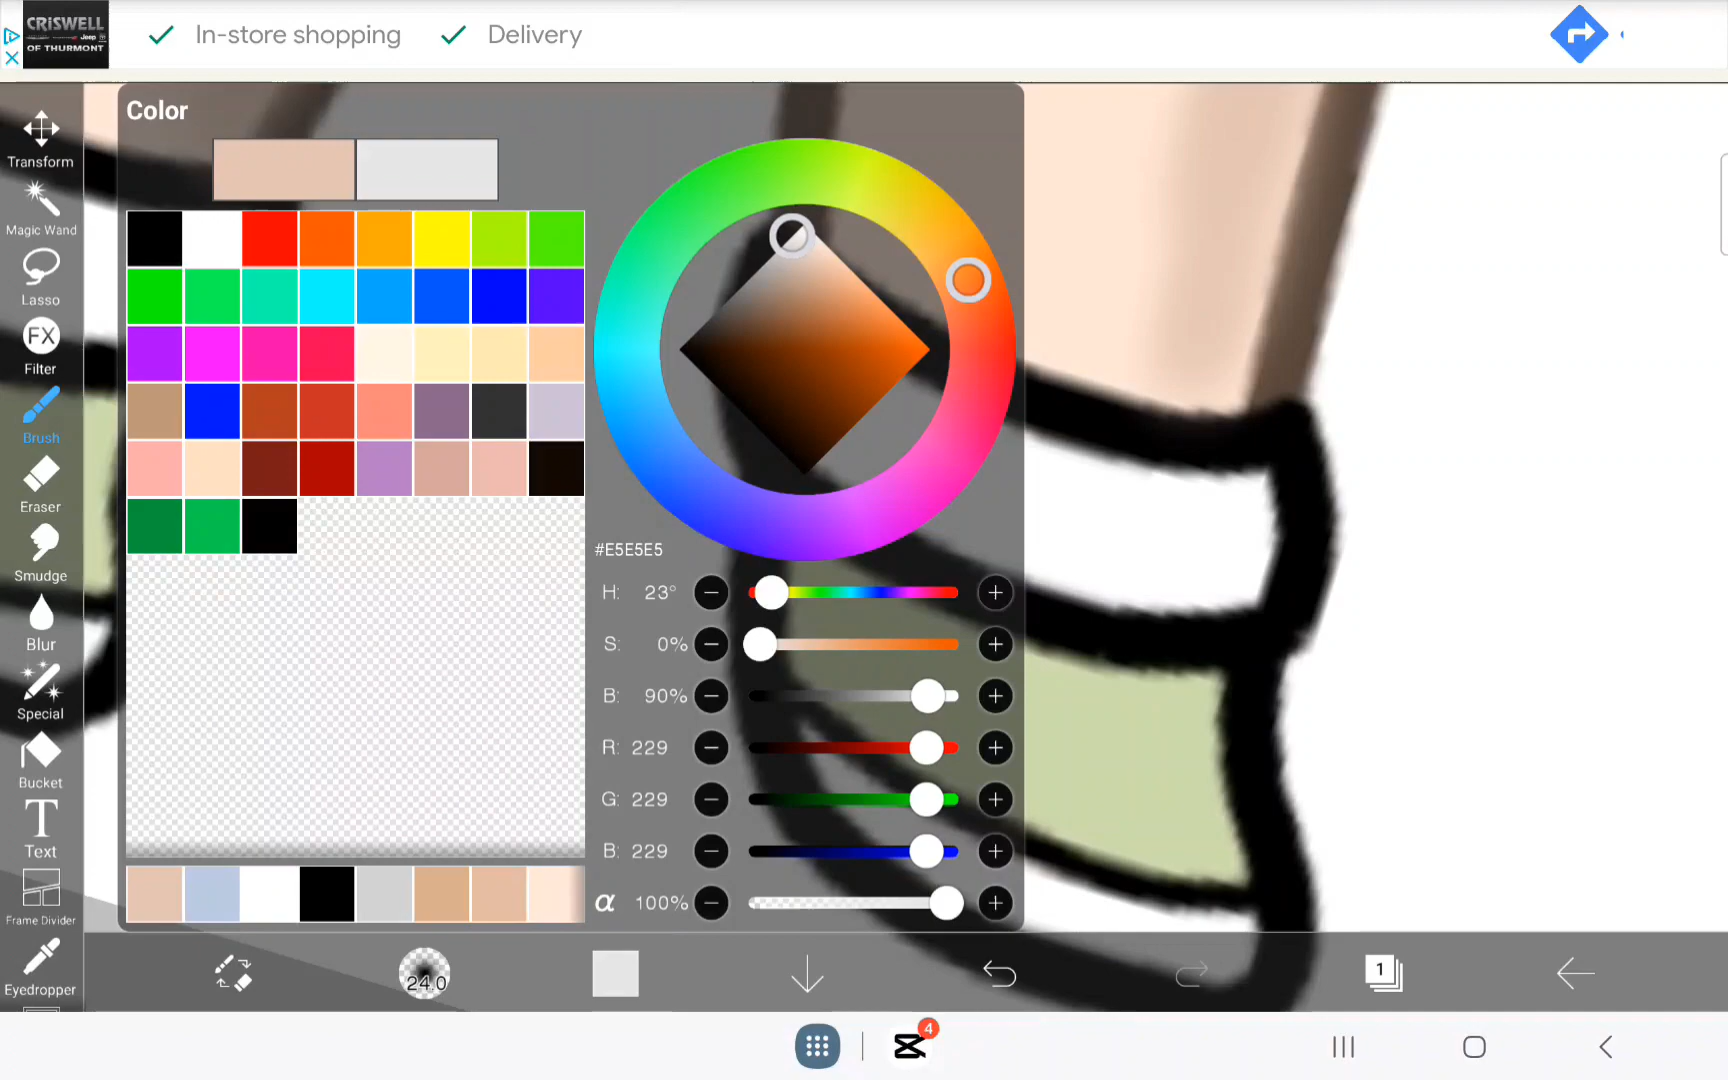 CRISWELL
Jeep
OF THURMONT
In-store shopping
Delivery
Color
Transform
Magic Wand
Lasso
FX
Filter
Brush
Eraser
Smudge
Blur
Special
Bucket
T
Text
Frame Divider
Eyedropper
#E5E5E5
H: 23°
S: 0%
B: 90%
R: 229
G: 229
B: 229
α 100%
24.0
1
4